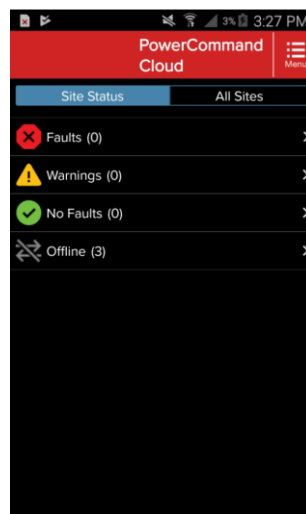 3% 3:27 PM
PowerCommand
Cloud
Menu
Site Status
All Sites
Faults (0)
Warnings (0)
No Faults (0)
Offline (3)